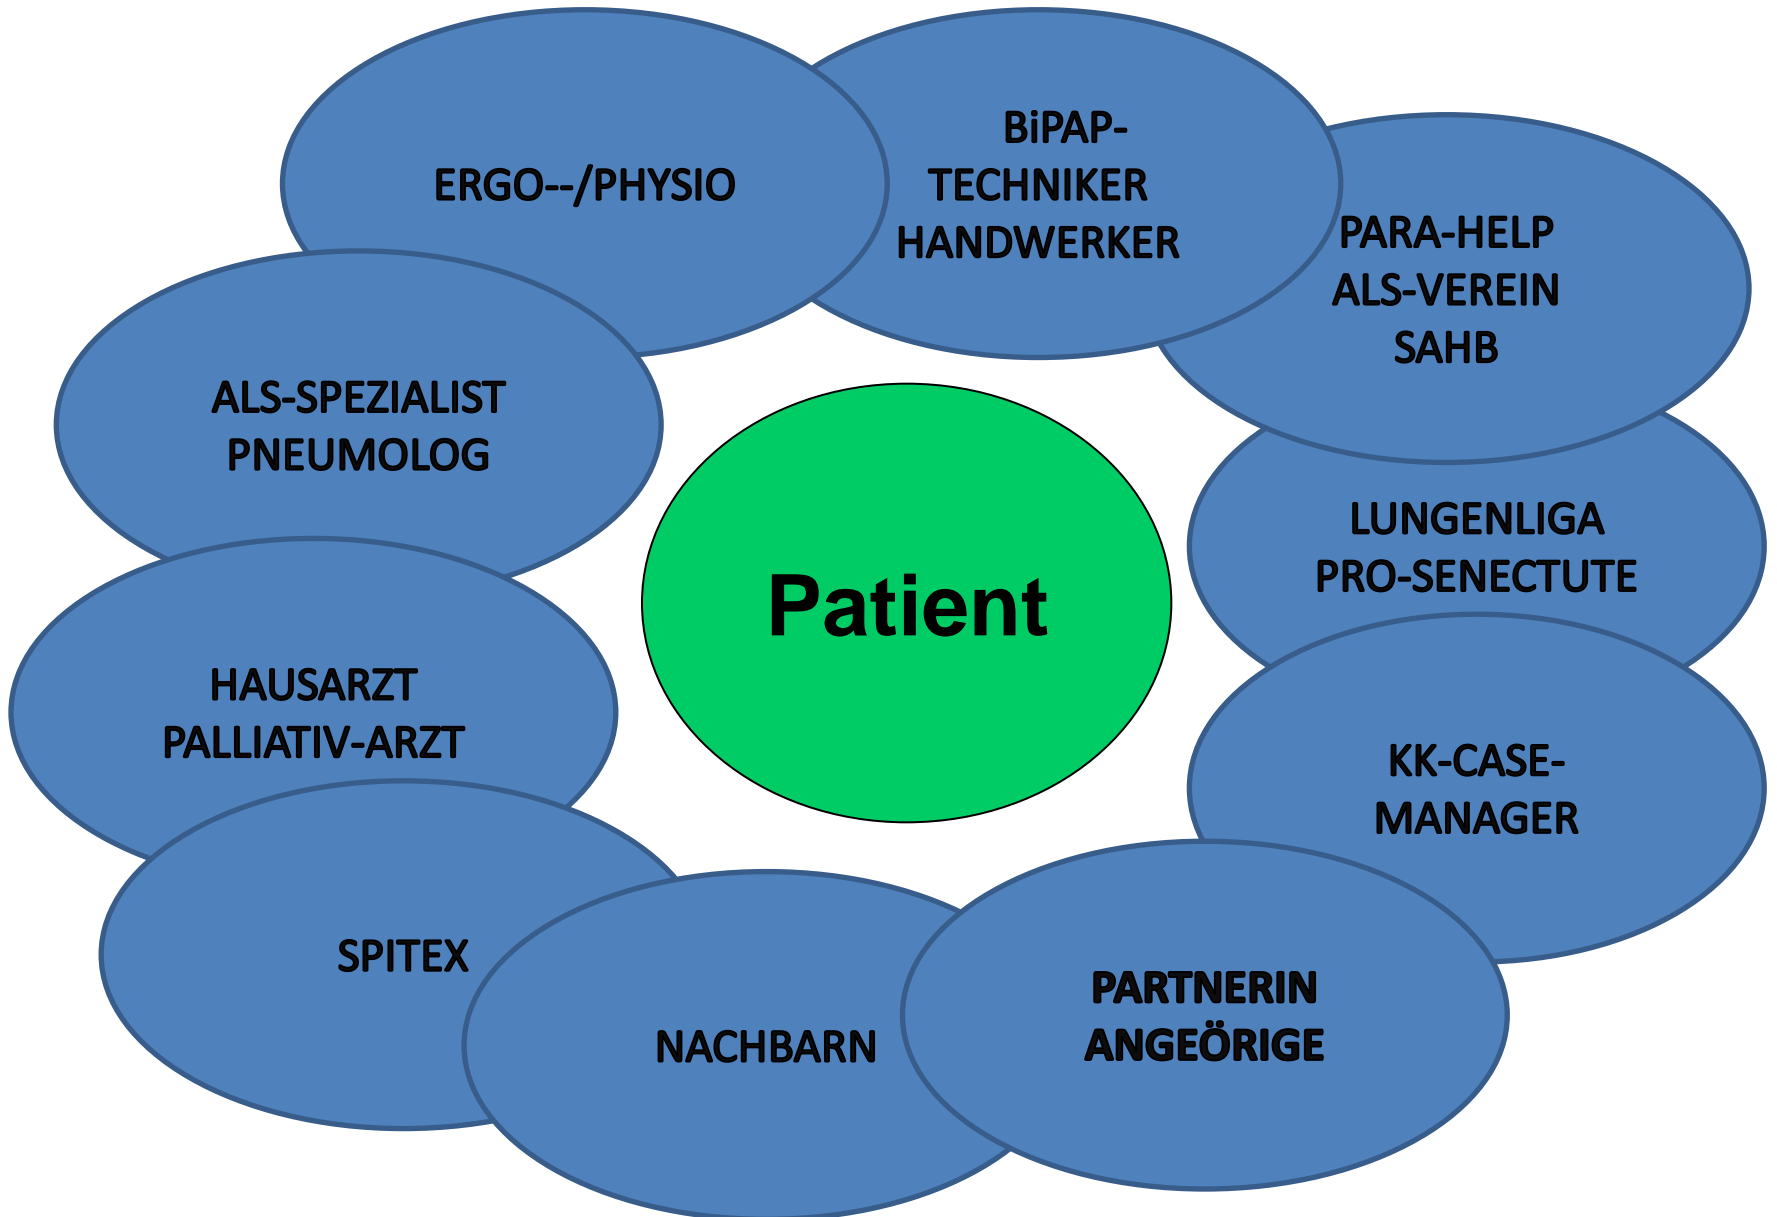 ERGO--/PHYSIO
BiPAP-
TECHNIKER
HANDWERKER
PARA-HELP
ALS-VEREIN
SAHB
ALS-SPEZIALIST
PNEUMOLOG
LUNGENLIGA
PRO-SENECTUTE
Patient
HAUSARZT
PALLIATIV-ARZT
KK-CASE-
MANAGER
SPITEX
NACHBARN
PARTNERIN
ANGEÖRIGE